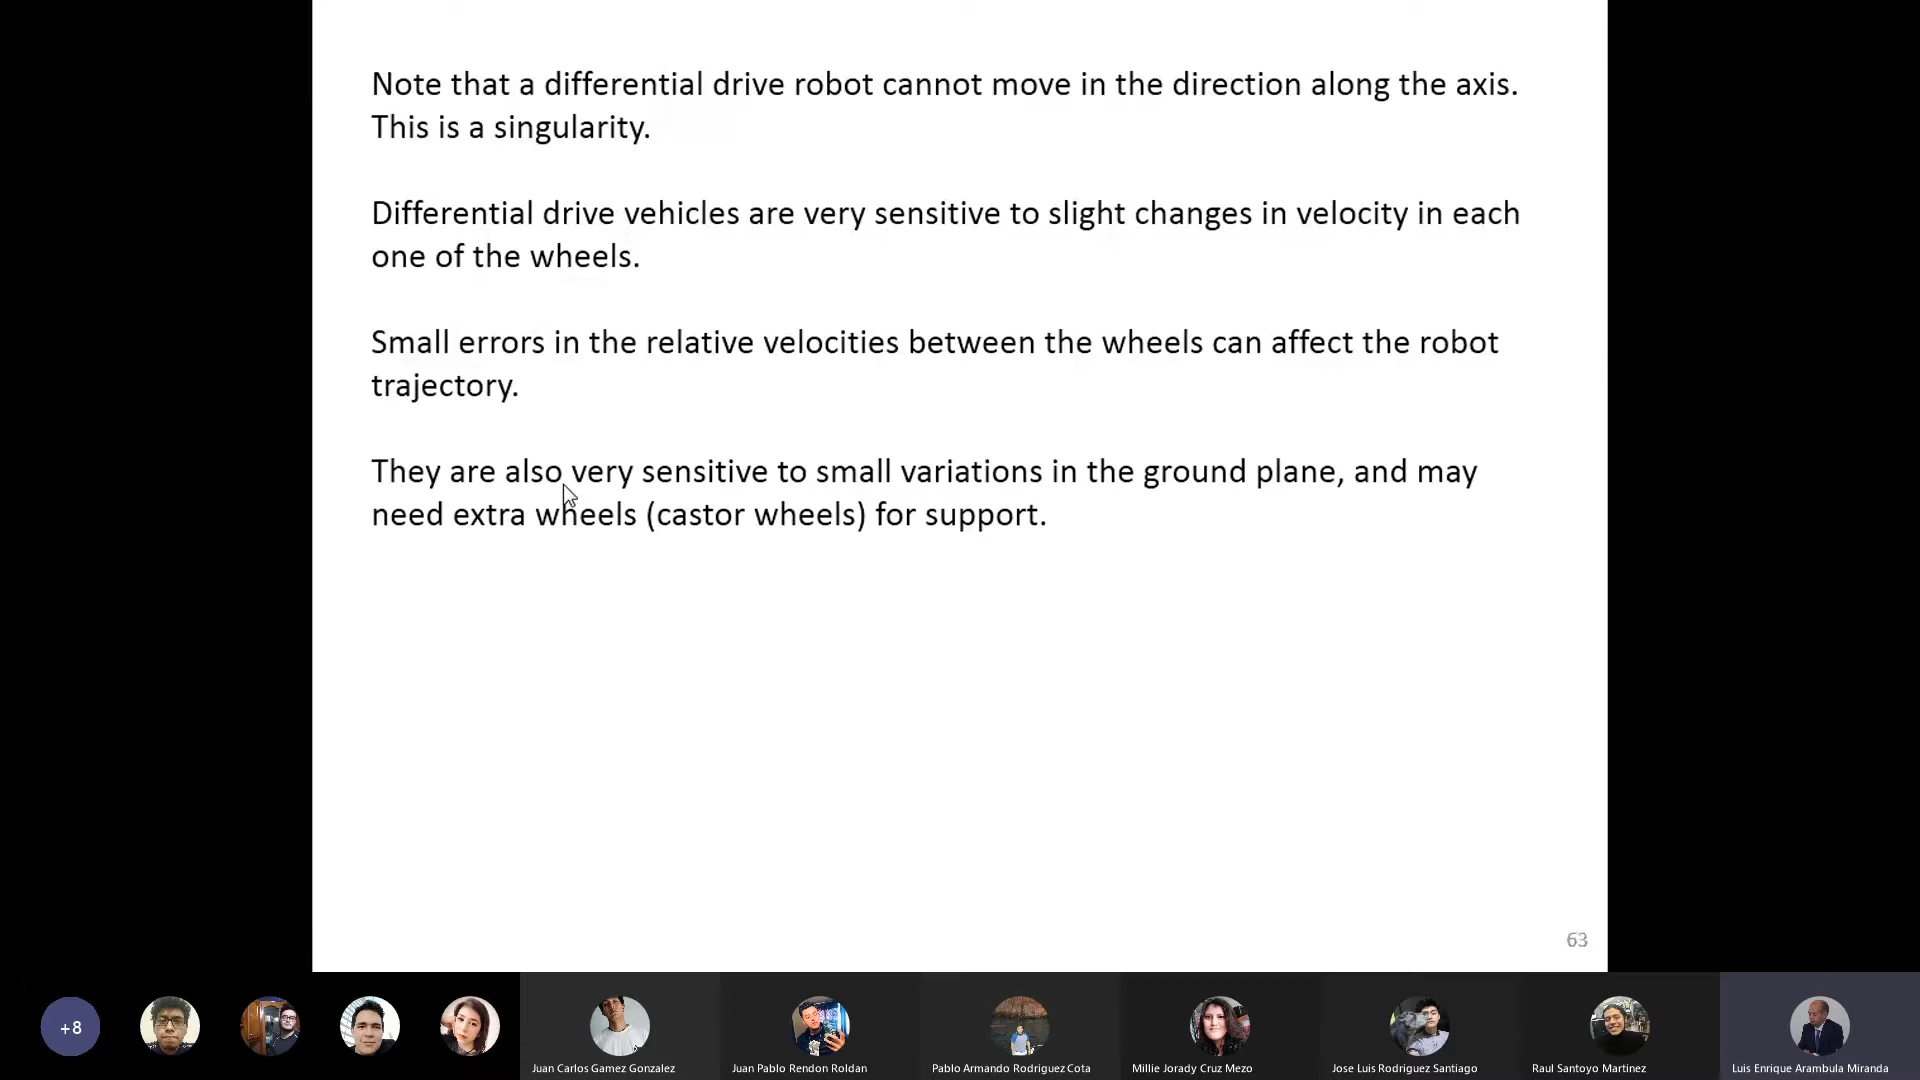 Note that a differential drive robot cannot move in the direction along the axis.
This is a singularity.
Differential drive vehicles are very sensitive to slight changes in velocity in each
one of the wheels.
Small errors in the relative velocities between the wheels can affect the robot
trajectory.
They are also very sensitive to small variations in the ground plane, and may
need extra wheels (castor wheels) for support.
63
+8
Juan Carlos Gamez Gonzalez
Juan Pablo Rendon Roldan
Pablo Armando Rodriguez Cota
Millie Jorady Cruz Mezo
Jose Luis Rodriguez Santiago
Raul Santoyo Martinez
Luis Enrique Arambula Miranda